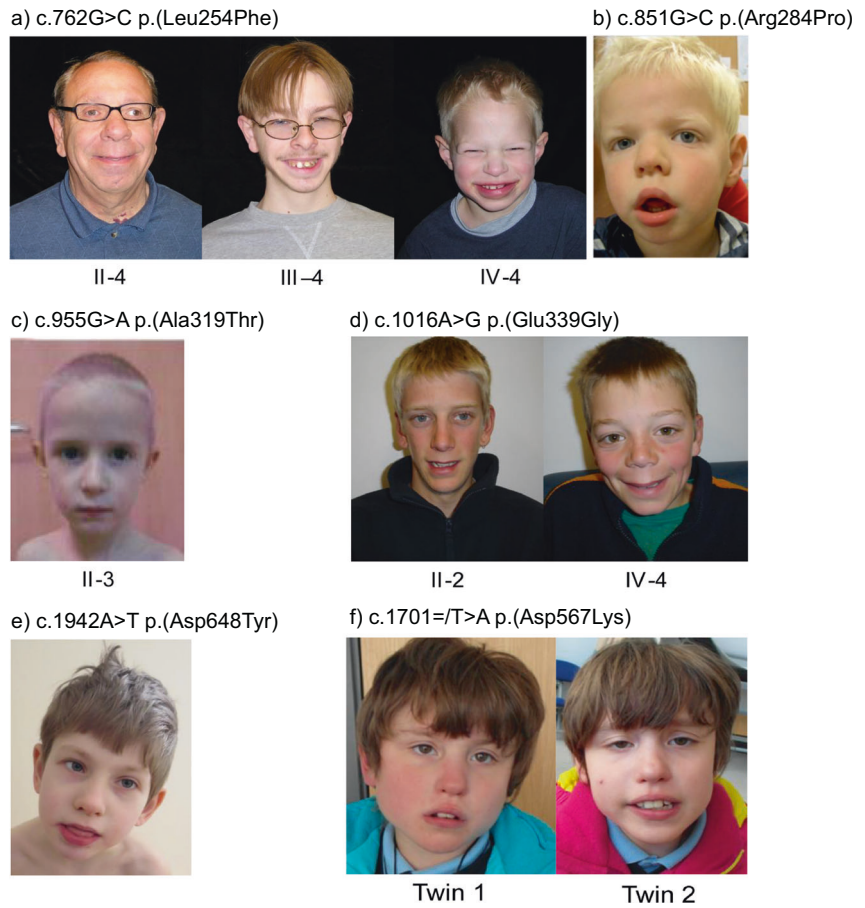 a) c.762G>C p.(Leu254Phe)
b) c.851G>C p.(Arg284Pro)
II-4
III–4
IV-4
c) c.955G>A p.(Ala319Thr)
d) c.1016A>G p.(Glu339Gly)
II-3
II-2
IV-4
e) c.1942A>T p.(Asp648Tyr)
f) c.1701=/T>A p.(Asp567Lys)
Twin 1
Twin 2